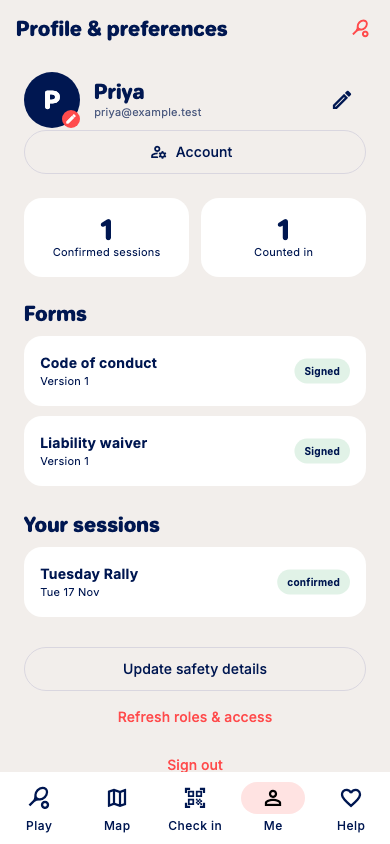 Profile & preferences
P
Priya
priya@example.test
Account
1
Confirmed sessions
1
Counted in
Forms
Code of conduct
Version 1
Signed
Liability waiver
Version 1
Signed
Your sessions
Tuesday Rally
Tue 17 Nov
confirmed
Update safety details
Refresh roles & access
Sign out
Play
Map
Check in
Me
Help